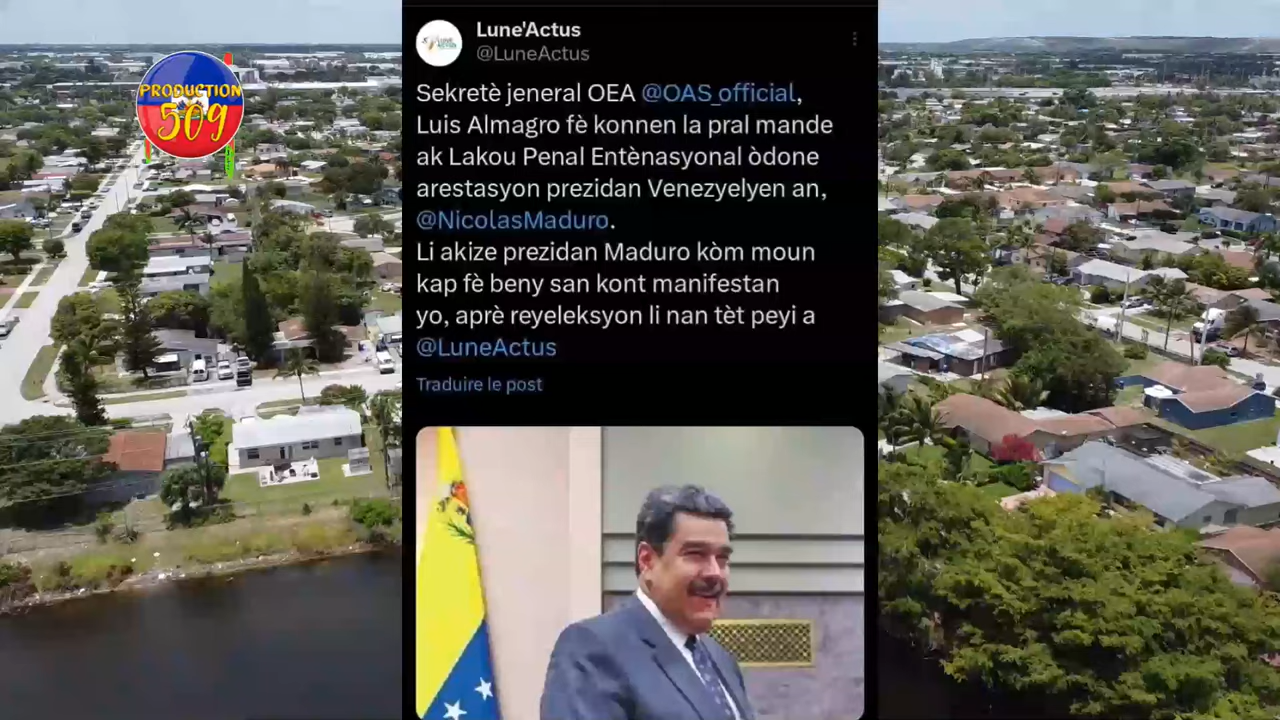 PRODUCTION
509
Lune'Actus
@LuneActus
Sekretè jeneral OEA @OAS_official,
Luis Almagro fè konnen la pral mande
ak Lakou Penal Entènasyonal òdone
arestasyon prezidan Venezyelyen an,
@NicolasMaduro.
Li akize prezidan Maduro kòm moun
kap fè beny san kont manifestan
yo, aprè reyeleksyon li nan tèt peyi a
@LuneActus
Traduire le post